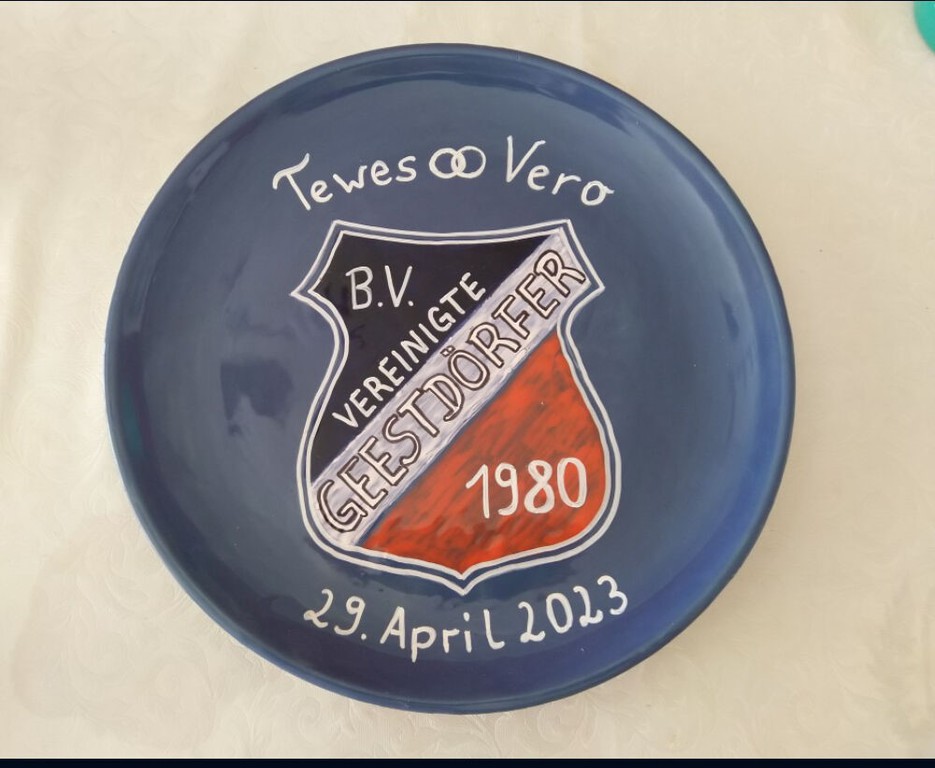 Tewes Vero
B.V.
VEREINIGTE
GEESTDÖRFER
1980
29. April 2023